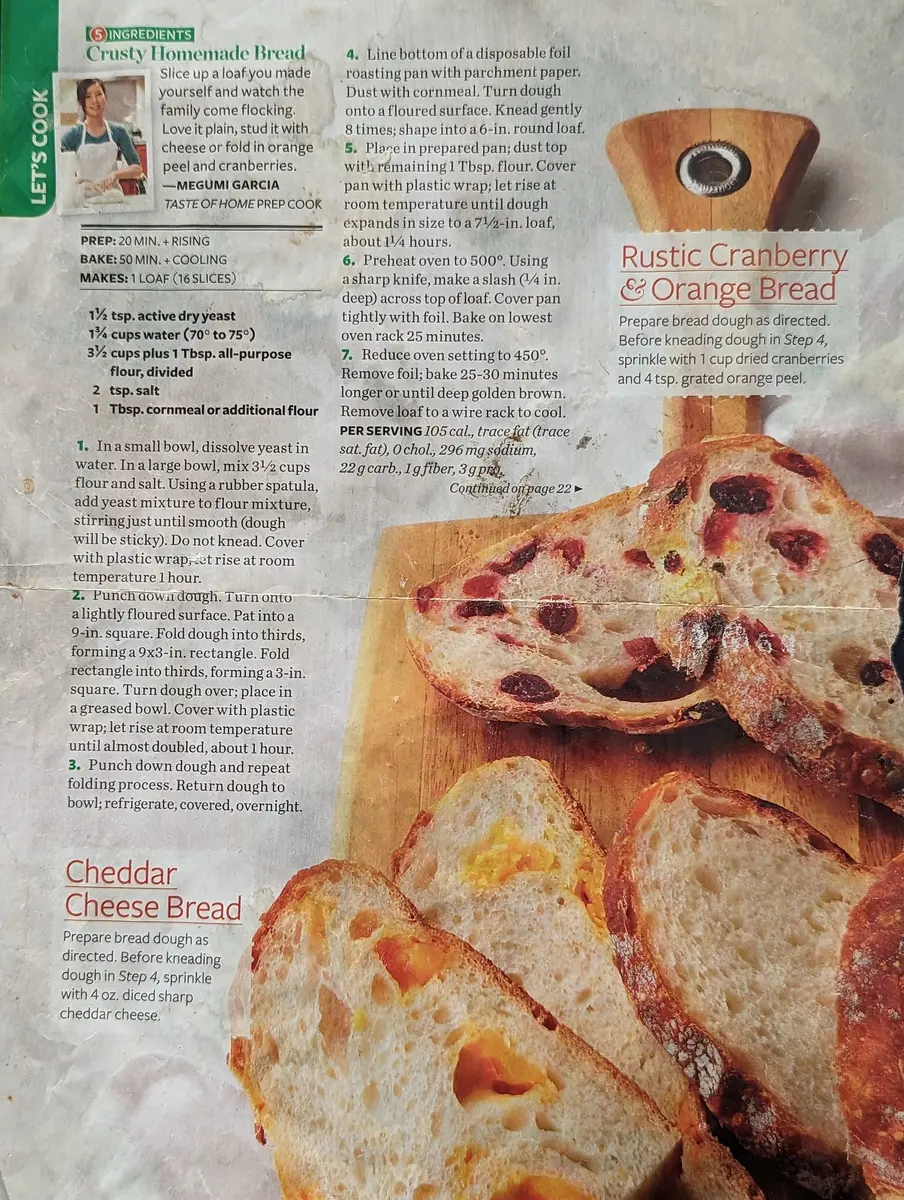 LET'S COOK
5 INGREDIENTS
Crusty Homemade Bread
Slice up a loaf you made
yourself and watch the
family come flocking.
Love it plain, stud it with
cheese or fold in orange
peel and cranberries.
—MEGUMI GARCIA
TASTE OF HOME PREP COOK
PREP: 20 MIN. + RISING
BAKE: 50 MIN. + COOLING
MAKES: 1 LOAF (16 SLICES)
1½ tsp. active dry yeast
1¾ cups water (70° to 75°)
3½ cups plus 1 Tbsp. all-purpose
flour, divided
2 tsp. salt
1 Tbsp. cornmeal or additional flour
1. In a small bowl, dissolve yeast in
water. In a large bowl, mix 3½ cups
flour and salt. Using a rubber spatula,
add yeast mixture to flour mixture,
stirring just until smooth (dough
will be sticky). Do not knead. Cover
with plastic wrap; let rise at room
temperature 1 hour.
2. Punch down dough. Turn onto
a lightly floured surface. Pat into a
9-in. square. Fold dough into thirds,
forming a 9x3-in. rectangle. Fold
rectangle into thirds, forming a 3-in.
square. Turn dough over; place in
a greased bowl. Cover with plastic
wrap; let rise at room temperature
until almost doubled, about 1 hour.
3. Punch down dough and repeat
folding process. Return dough to
bowl; refrigerate, covered, overnight.
4. Line bottom of a disposable foil
roasting pan with parchment paper.
Dust with cornmeal. Turn dough
onto a floured surface. Knead gently
8 times; shape into a 6-in. round loaf.
5. Place in prepared pan; dust top
with remaining 1 Tbsp. flour. Cover
pan with plastic wrap; let rise at
room temperature until dough
expands in size to a 7½-in. loaf,
about 1¼ hours.
6. Preheat oven to 500°. Using
a sharp knife, make a slash (¼ in.
deep) across top of loaf. Cover pan
tightly with foil. Bake on lowest
oven rack 25 minutes.
7. Reduce oven setting to 450°.
Remove foil; bake 25-30 minutes
longer or until deep golden brown.
Remove loaf to a wire rack to cool.
PER SERVING 105 cal., trace fat (trace
sat. fat), 0 chol., 296 mg sodium,
22 g carb., 1 g fiber, 3 g pro.
Continued on page 22 ►
Rustic Cranberry
& Orange Bread
Prepare bread dough as directed.
Before kneading dough in Step 4,
sprinkle with 1 cup dried cranberries
and 4 tsp. grated orange peel.
Cheddar
Cheese Bread
Prepare bread dough as
directed. Before kneading
dough in Step 4, sprinkle
with 4 oz. diced sharp
cheddar cheese.